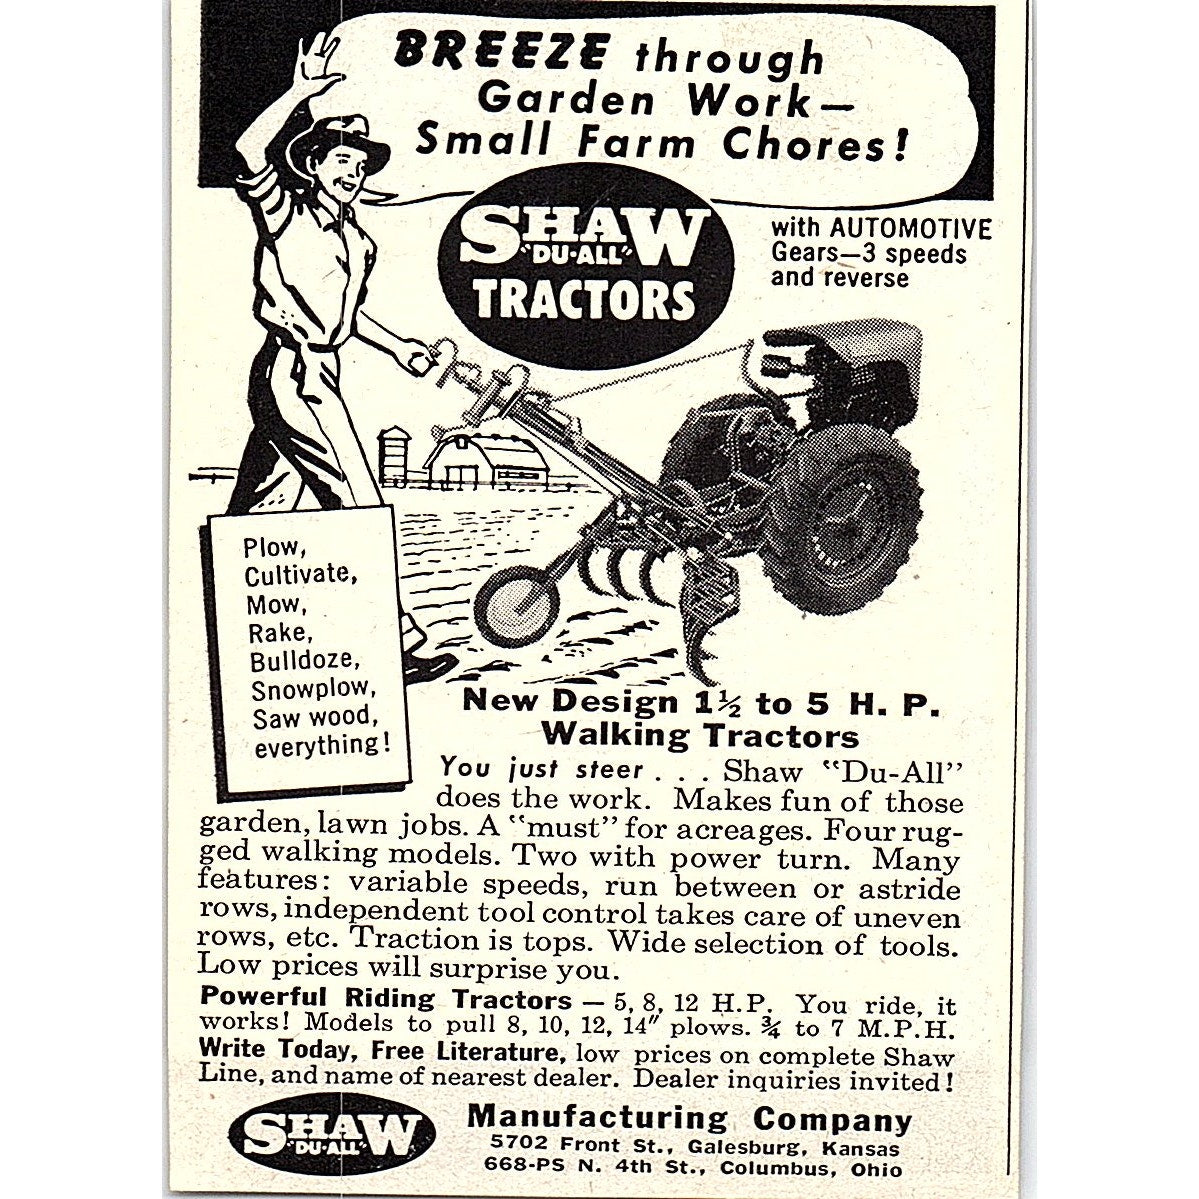 BREEZE through
Garden Work—
Small Farm Chores!
SHAW
"DU-ALL"
TRACTORS
with AUTOMOTIVE
Gears—3 speeds
and reverse
Plow,
Cultivate,
Mow,
Rake,
Bulldoze,
Snowplow,
Saw wood,
everything!
New Design 1½ to 5 H. P.
Walking Tractors
You just steer . . . Shaw "Du-All"
does the work. Makes fun of those
garden, lawn jobs. A "must" for acreages. Four rug-
ged walking models. Two with power turn. Many
features: variable speeds, run between or astride
rows, independent tool control takes care of uneven
rows, etc. Traction is tops. Wide selection of tools.
Low prices will surprise you.
Powerful Riding Tractors — 5, 8, 12 H.P. You ride, it
works! Models to pull 8, 10, 12, 14" plows. ¾ to 7 M.P.H.
Write Today, Free Literature, low prices on complete Shaw
Line, and name of nearest dealer. Dealer inquiries invited!
SHAW
"DU-ALL"
Manufacturing Company
5702 Front St., Galesburg, Kansas
668-PS N. 4th St., Columbus, Ohio